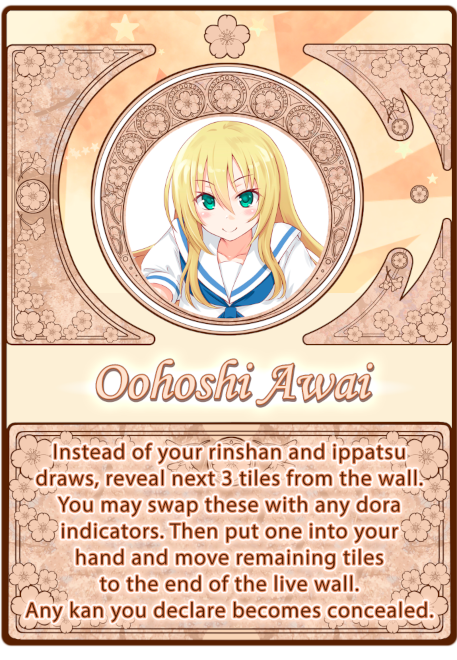 Oohoshi Awai
Instead of your rinshan and ippatsu
draws, reveal next 3 tiles from the wall.
You may swap these with any dora
indicators. Then put one into your
hand and move remaining tiles
to the end of the live wall.
Any kan you declare becomes concealed.